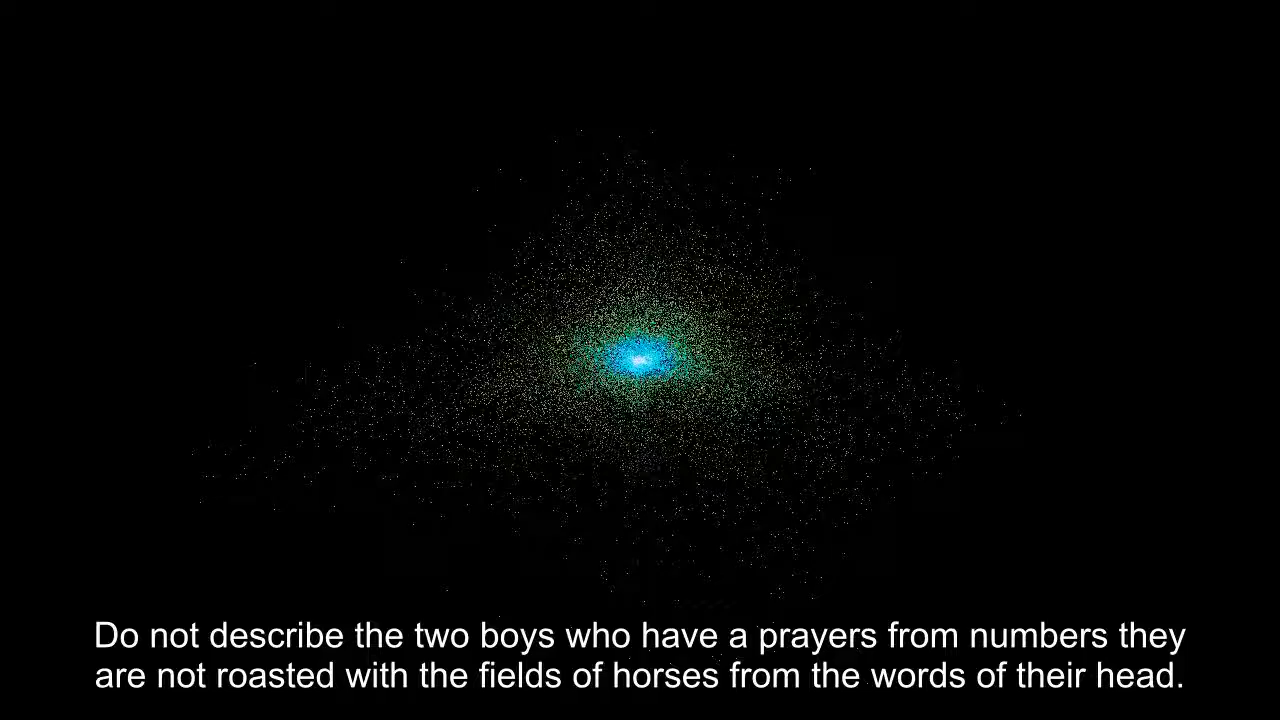 Do not describe the two boys who have a prayers from numbers they
are not roasted with the fields of horses from the words of their head.